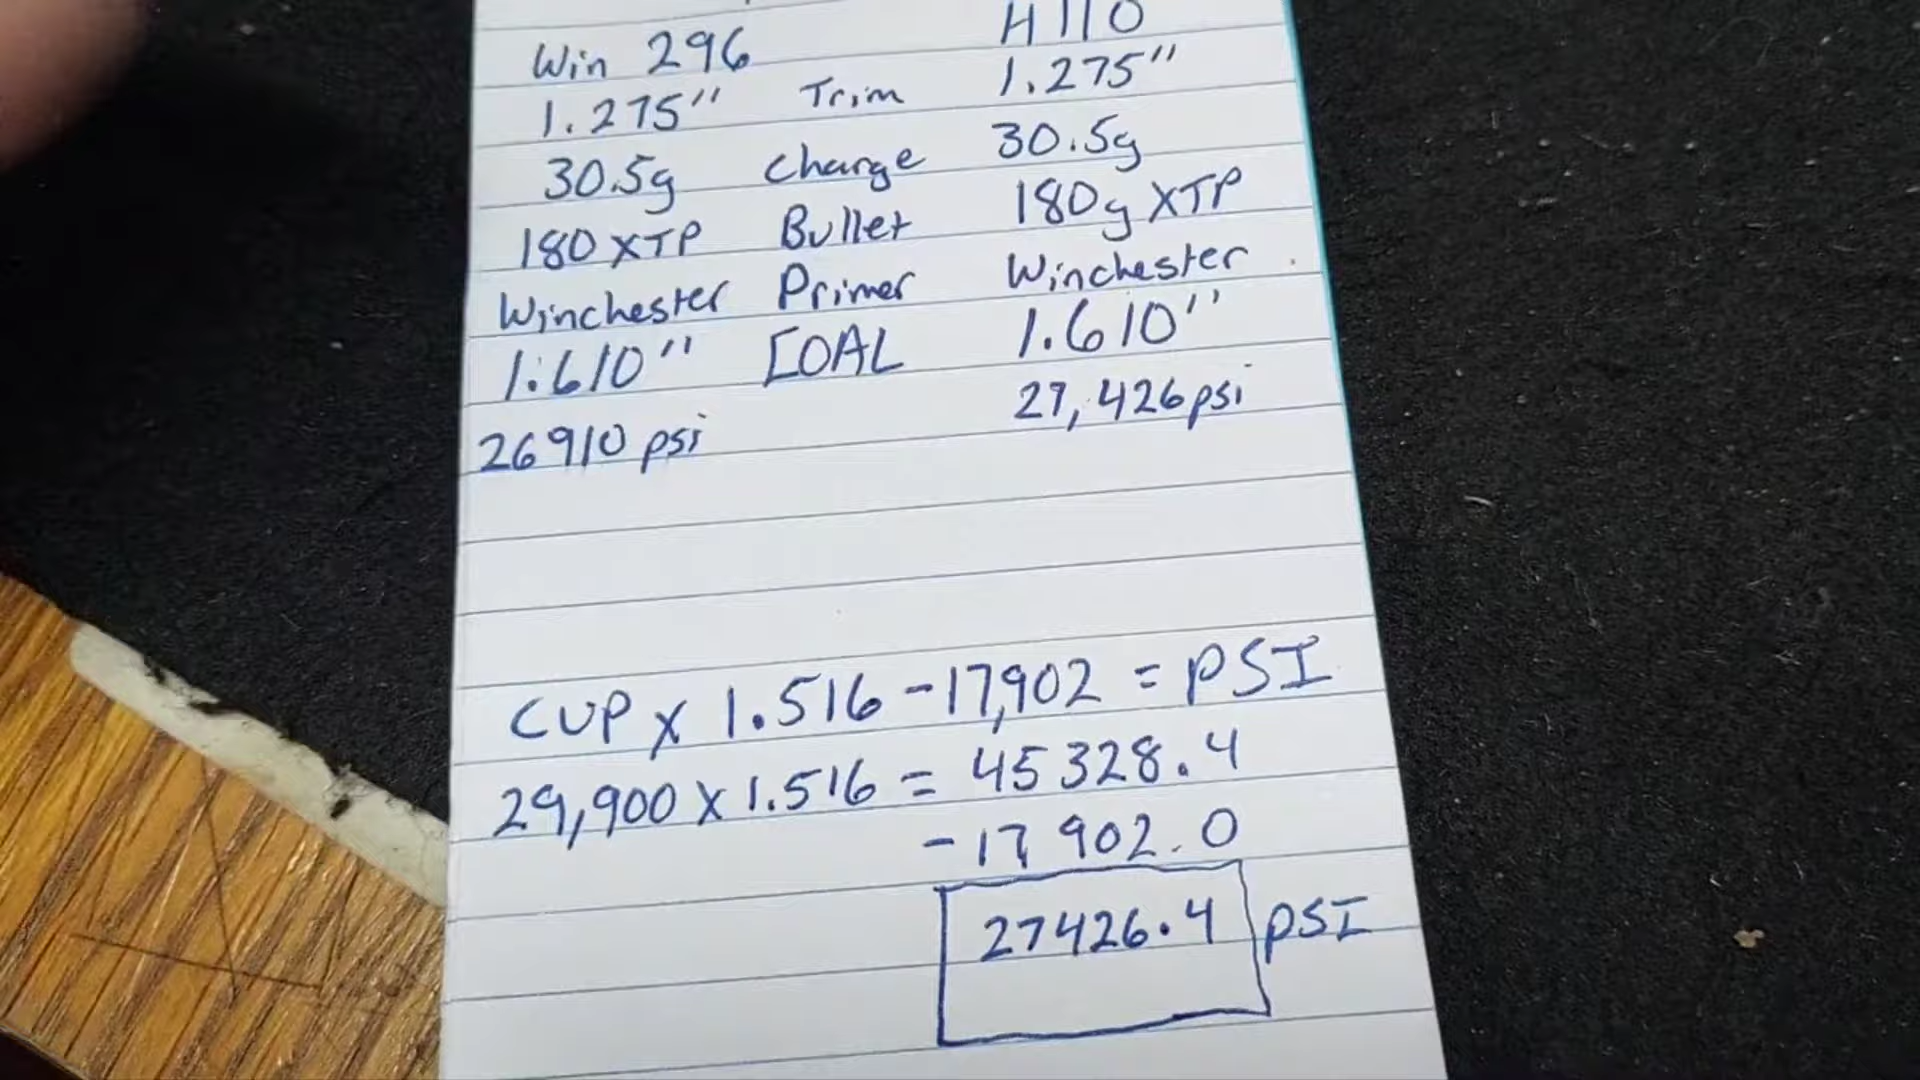 Win 296 H110
1.275" Trim 1.275"
30.5g Charge 30.5g
180 XTP Bullet 180g XTP
Winchester Primer Winchester
1.610" COAL 1.610"
26910 psi 27,426 psi
CUP x 1.516 - 17,902 = PSI
29,900 x 1.516 = 45328.4
- 17902.0
27426.4 PSI